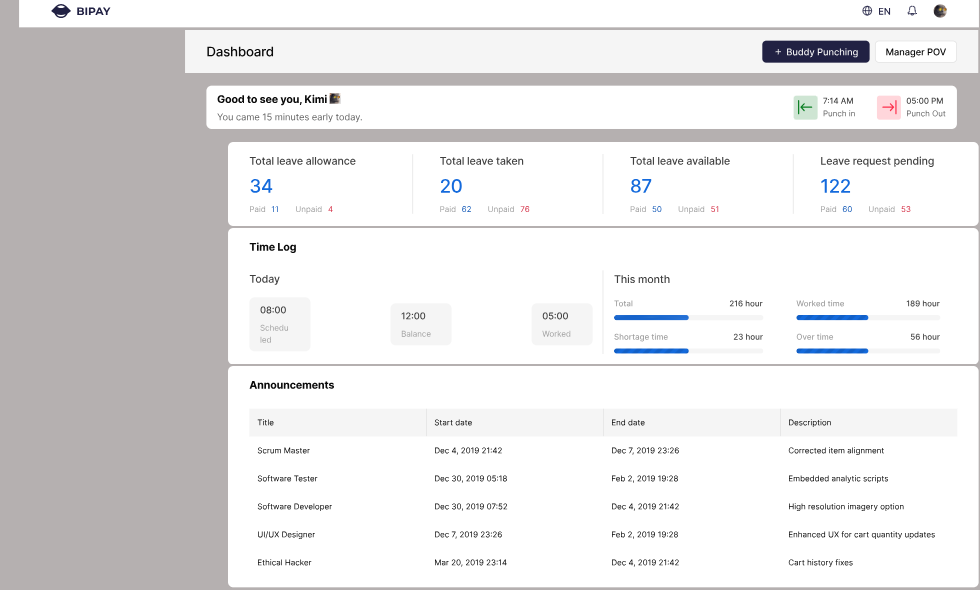 BIPAY
EN
Dashboard
+ Buddy Punching
Manager POV
Good to see you, Kimi
You came 15 minutes early today.
7:14 AM
Punch in
05:00 PM
Punch Out
Total leave allowance
34
Paid 11 Unpaid 4
Total leave taken
20
Paid 62 Unpaid 76
Total leave available
87
Paid 50 Unpaid 51
Leave request pending
122
Paid 60 Unpaid 53
Time Log
Today
08:00
Schedu
led
12:00
Balance
05:00
Worked
This month
Total 216 hour
Worked time 189 hour
Shortage time 23 hour
Over time 56 hour
Announcements
Title Start date End date Description
Scrum Master Dec 4, 2019 21:42 Dec 7, 2019 23:26 Corrected item alignment
Software Tester Dec 30, 2019 05:18 Feb 2, 2019 19:28 Embedded analytic scripts
Software Developer Dec 30, 2019 07:52 Dec 4, 2019 21:42 High resolution imagery option
UI/UX Designer Dec 7, 2019 23:26 Feb 2, 2019 19:28 Enhanced UX for cart quantity updates
Ethical Hacker Mar 20, 2019 23:14 Dec 4, 2019 21:42 Cart history fixes